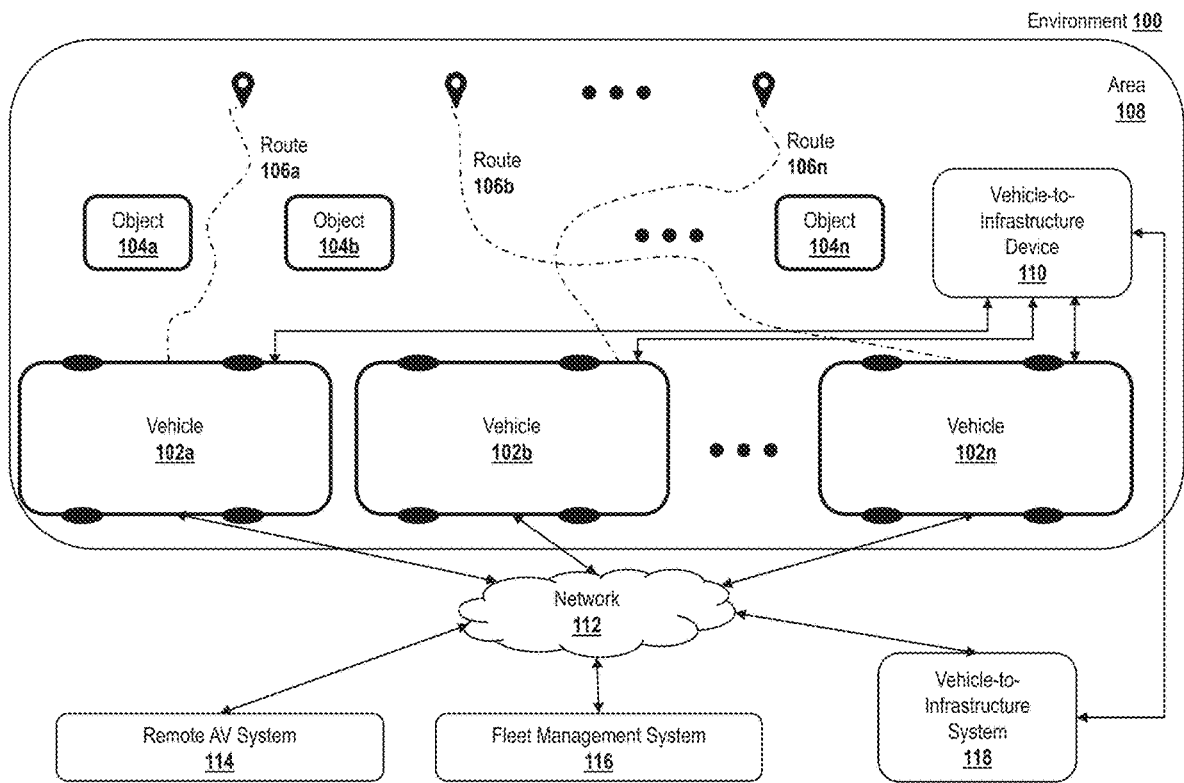 Environment 100
Area
108
Route
106a
Route
106b
Route
106n
Object
104a
Object
104b
Object
104n
Vehicle-to-
Infrastructure
Device
110
Vehicle
102a
Vehicle
102b
Vehicle
102n
Network
112
Remote AV System
114
Fleet Management System
116
Vehicle-to-
Infrastructure
System
118